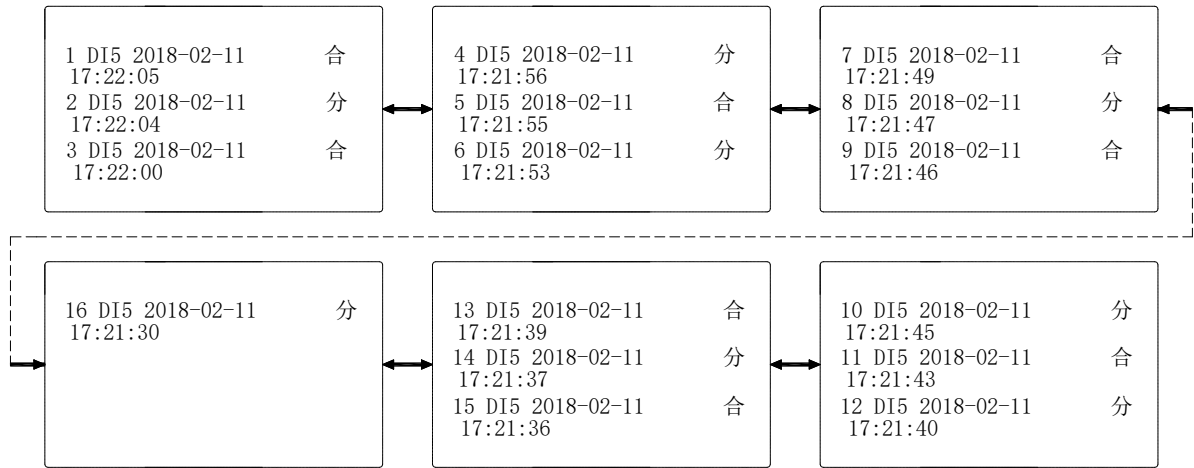 1 DI5 2018-02-11 合
17:22:05
2 DI5 2018-02-11 分
17:22:04
3 DI5 2018-02-11 合
17:22:00
4 DI5 2018-02-11 分
17:21:56
5 DI5 2018-02-11 合
17:21:55
6 DI5 2018-02-11 分
17:21:53
7 DI5 2018-02-11 合
17:21:49
8 DI5 2018-02-11 分
17:21:47
9 DI5 2018-02-11 合
17:21:46
16 DI5 2018-02-11 分
17:21:30
13 DI5 2018-02-11 合
17:21:39
14 DI5 2018-02-11 分
17:21:37
15 DI5 2018-02-11 合
17:21:36
10 DI5 2018-02-11 分
17:21:45
11 DI5 2018-02-11 合
17:21:43
12 DI5 2018-02-11 分
17:21:40